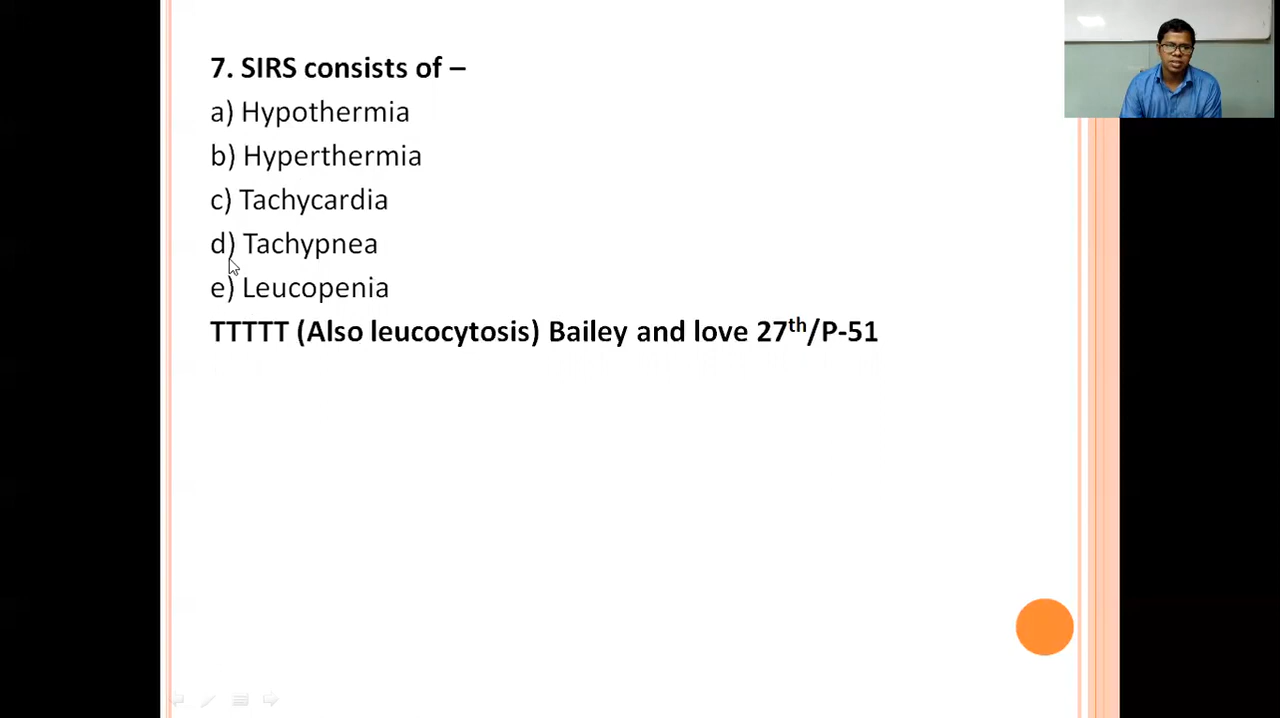 7. SIRS consists of –
a) Hypothermia
b) Hyperthermia
c) Tachycardia
d) Tachypnea
e) Leucopenia
TTTTT (Also leucocytosis) Bailey and love 27th/P-51